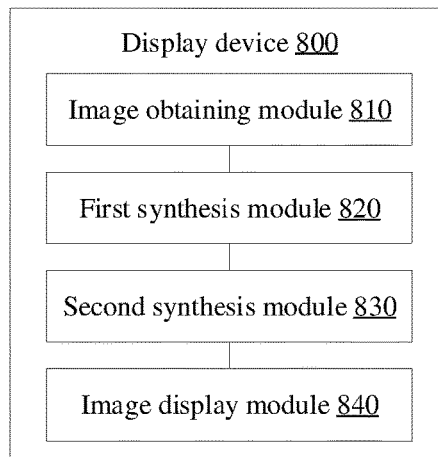 Display device 800
Image obtaining module 810
First synthesis module 820
Second synthesis module 830
Image display module 840